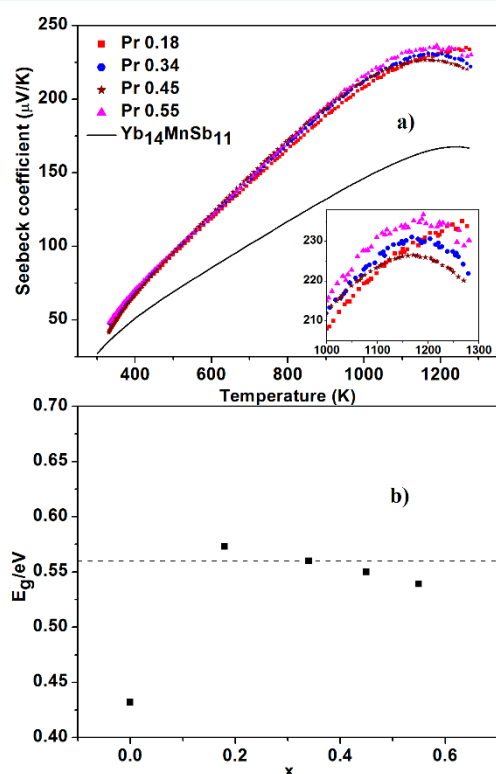 250
200
150
100
50
Seebeck coefficient (µV/K)
Pr 0.18
Pr 0.34
Pr 0.45
Pr 0.55
Yb₁₄MnSb₁₁
a)
230
220
210
1000 1100 1200 1300
400 600 800 1000 1200
Temperature (K)
0.70
0.65
0.60
0.55
0.50
0.45
0.40
E_g/eV
b)
0.0 0.2 0.4 0.6
x